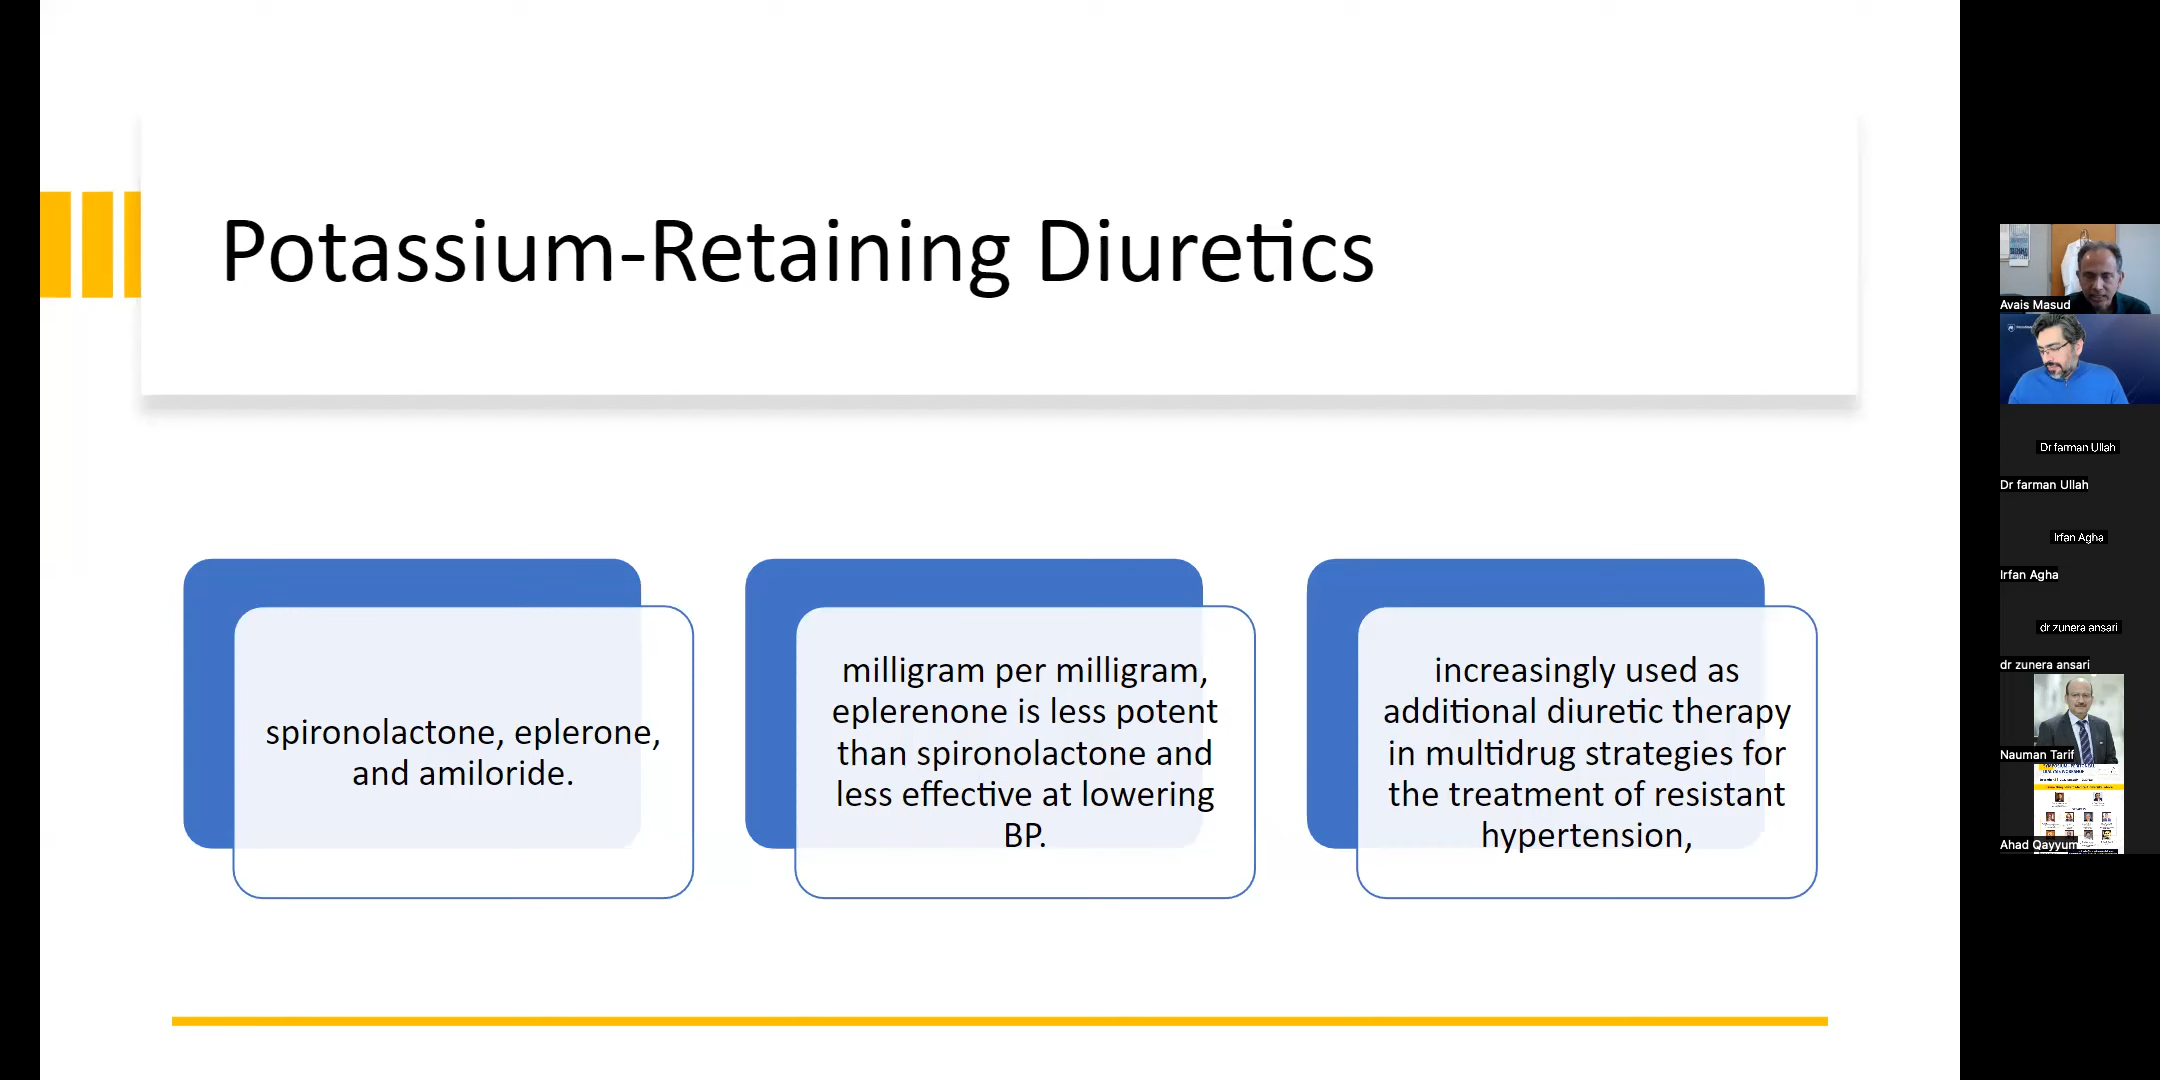 Potassium-Retaining Diuretics
spironolactone, eplerone,
and amiloride.
milligram per milligram,
eplerenone is less potent
than spironolactone and
less effective at lowering
BP.
increasingly used as
additional diuretic therapy
in multidrug strategies for
the treatment of resistant
hypertension,
Avais Masud
Dr farman Ullah
Dr farman Ullah
Irfan Agha
Irfan Agha
dr zunera ansari
dr zunera ansari
Nauman Tarif
Ahad Qayyum